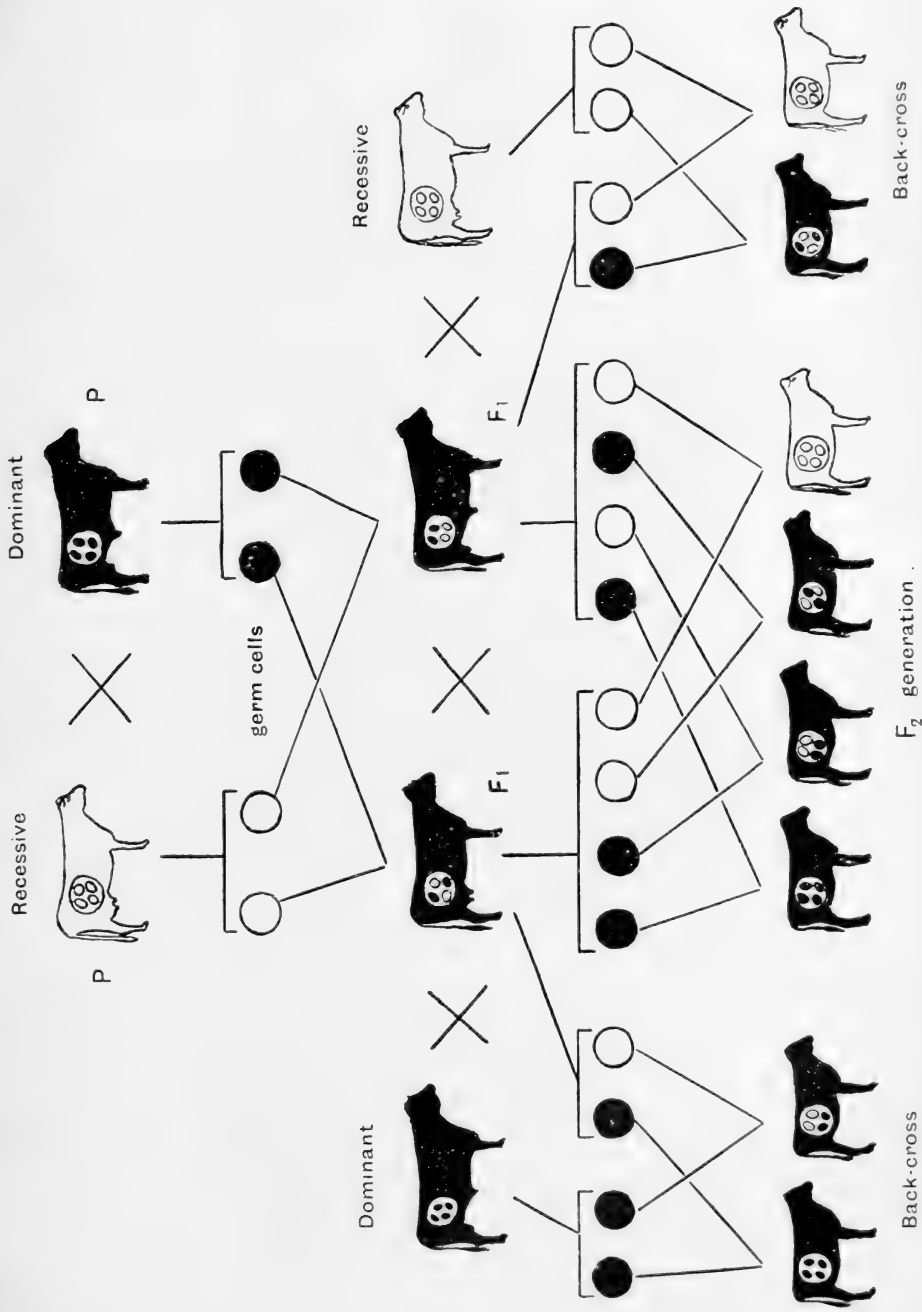 Recessive
Dominant
P
P
germ cells
Dominant
F1
F1
Recessive
Back-cross
F2 generation.
Back-cross